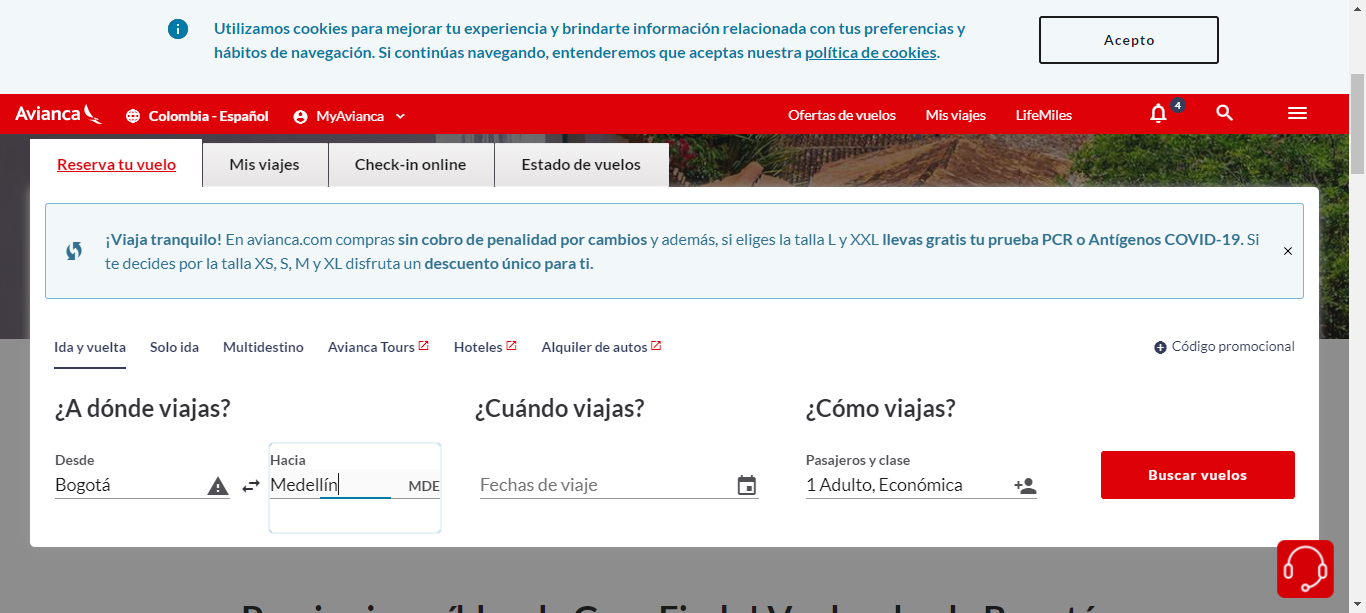 Utilizamos cookies para mejorar tu experiencia y brindarte información relacionada con tus preferencias y
hábitos de navegación. Si continúas navegando, entenderemos que aceptas nuestra política de cookies.
Acepto
Avianca
Colombia - Español
MyAvianca
Ofertas de vuelos
Mis viajes
LifeMiles
4
Reserva tu vuelo
Mis viajes
Check-in online
Estado de vuelos
¡Viaja tranquilo! En avianca.com compras sin cobro de penalidad por cambios y además, si eliges la talla L y XXL llevas gratis tu prueba PCR o Antígenos COVID-19. Si
te decides por la talla XS, S, M y XL disfruta un descuento único para ti.
Ida y vuelta
Solo ida
Multidestino
Avianca Tours
Hoteles
Alquiler de autos
Código promocional
¿A dónde viajas?
¿Cuándo viajas?
¿Cómo viajas?
Desde
Hacia
Pasajeros y clase
Bogotá
Medellín
MDE
Fechas de viaje
1 Adulto, Económica
Buscar vuelos